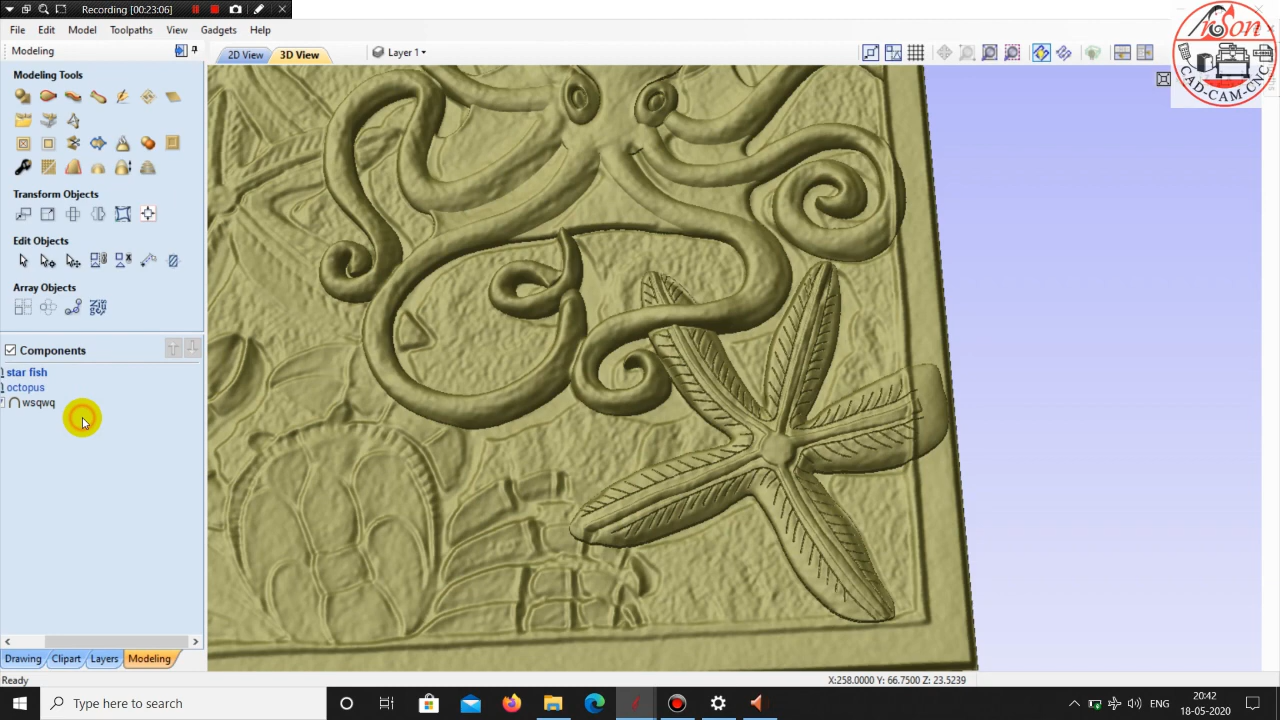 Recording [00:23:06]
File Edit Model Toolpaths View Gadgets Help
Modeling
2D View 3D View Layer 1
Modeling Tools
Transform Objects
Edit Objects
Array Objects
Components
star fish
octopus
wsqwq
Drawing Clipart Layers Modeling
Ready
X:258.0000 Y: 66.7500 Z: 23.5239
Type here to search
ENG
20:42
18-05-2020
CAD-CAM-CNC